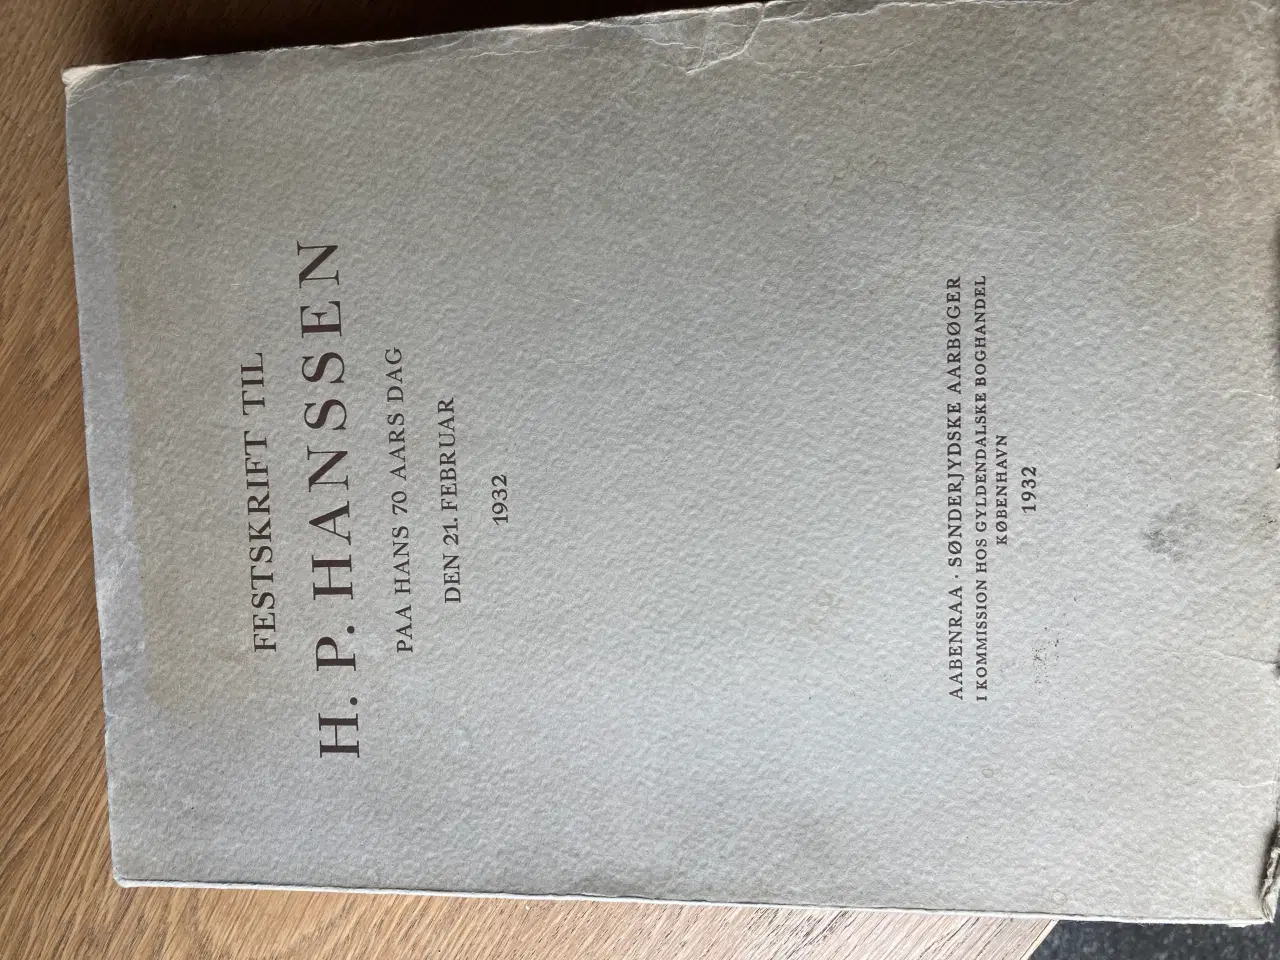 FESTSKRIFT TIL
H. P. HANSSEN
PAA HANS 70 AARS DAG
DEN 21. FEBRUAR
1932
AABENRAA · SØNDERJYDSKE AARBØGER
I KOMMISSION HOS GYLDENDALSKE BOGHANDEL
KØBENHAVN
1932